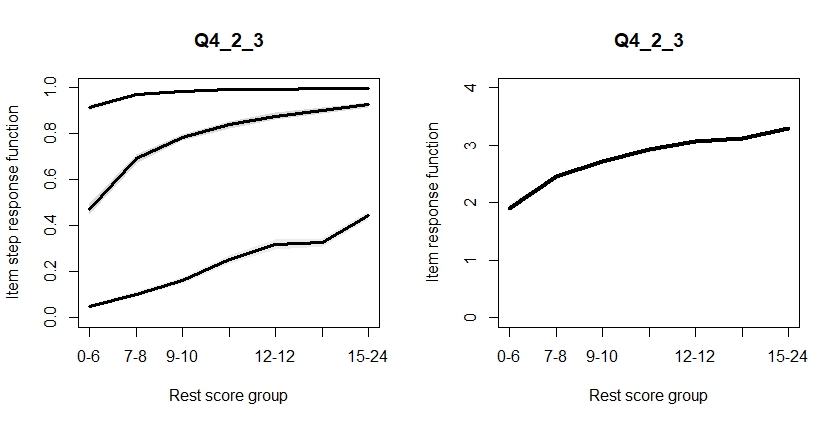 Q4_2_3
Item step response function
1.0
0.8
0.6
0.4
0.2
0.0
0-6 7-8 9-10 12-12 15-24
Rest score group
Q4_2_3
Item response function
4
3
2
1
0
0-6 7-8 9-10 12-12 15-24
Rest score group